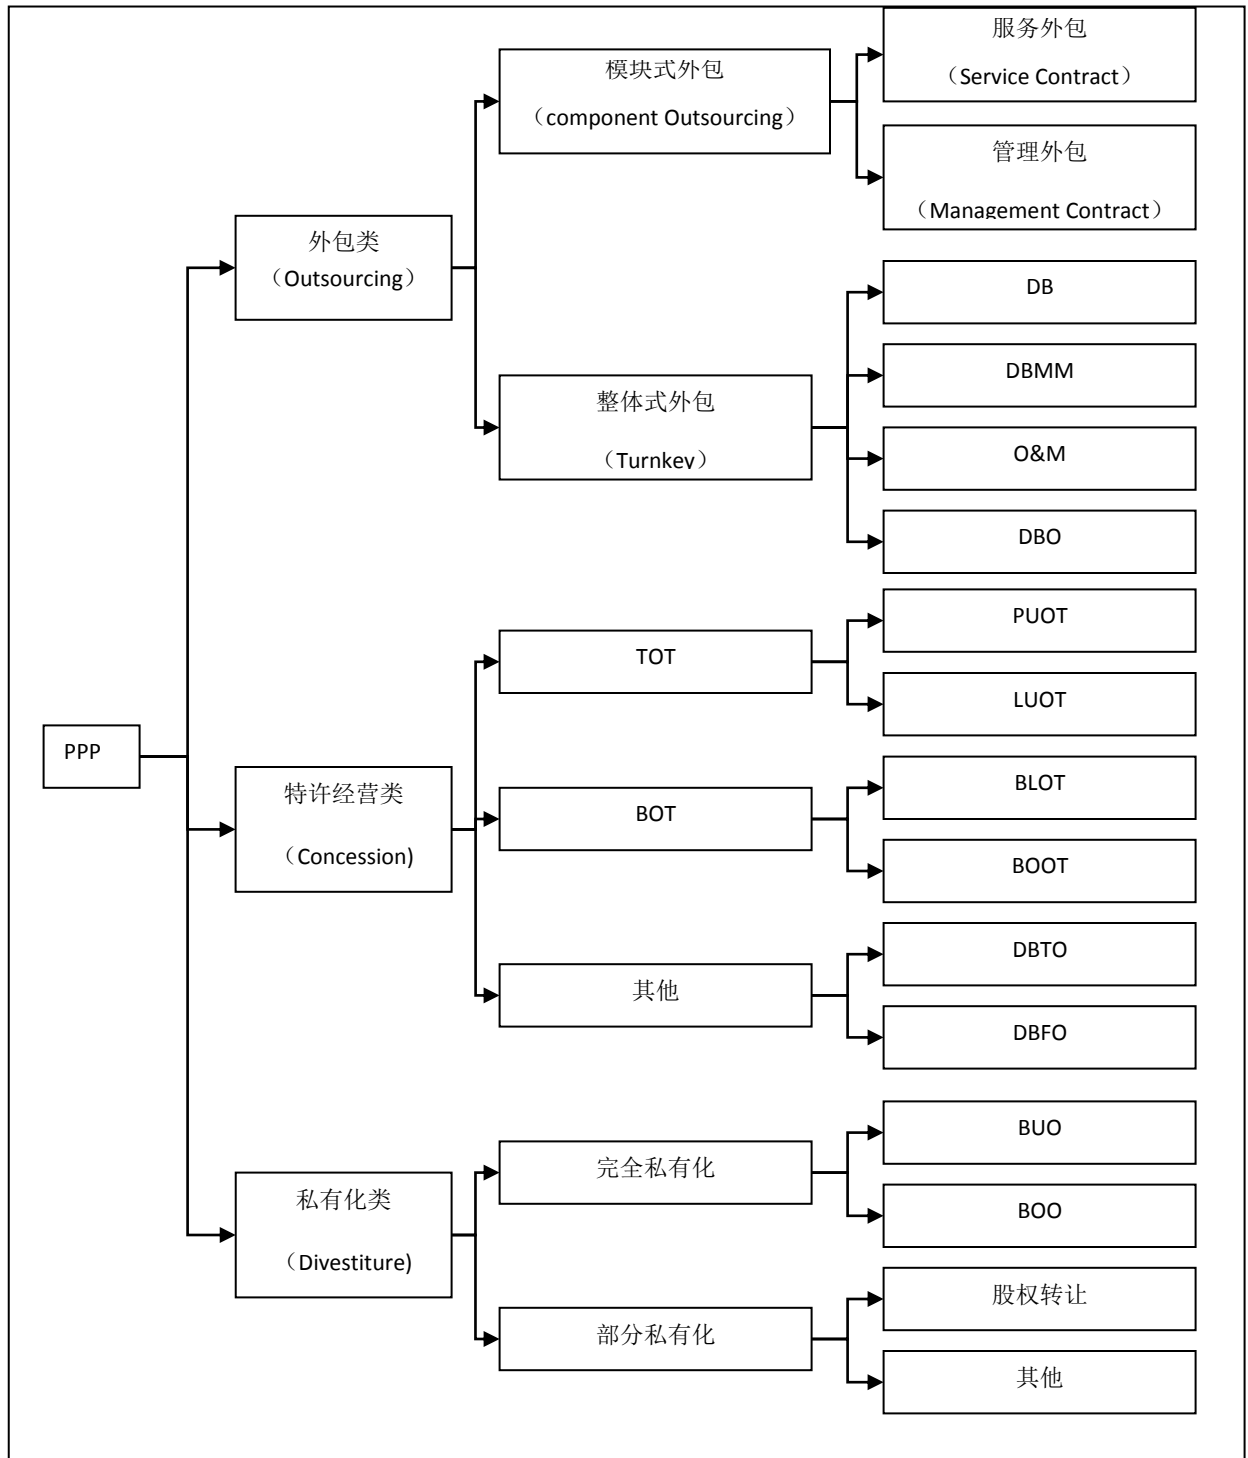 PPP
外包类
（Outsourcing）
模块式外包
（component Outsourcing）
服务外包
（Service Contract）
管理外包
（Management Contract）
整体式外包
（Turnkey）
DB
DBMM
O&M
DBO
特许经营类
（Concession)
TOT
PUOT
LUOT
BOT
BLOT
BOOT
其他
DBTO
DBFO
私有化类
（Divestiture)
完全私有化
BUO
BOO
部分私有化
股权转让
其他